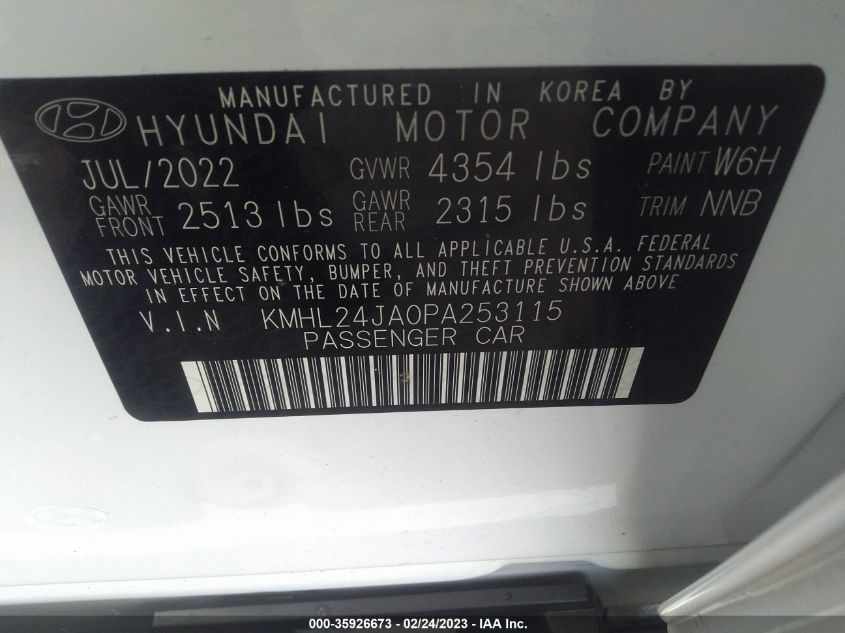 MANUFACTURED IN KOREA BY
HYUNDAI MOTOR COMPANY
JUL/2022 GVWR 4354 lbs PAINT W6H
GAWR FRONT 2513 lbs GAWR REAR 2315 lbs TRIM NNB
THIS VEHICLE CONFORMS TO ALL APPLICABLE U.S.A. FEDERAL
MOTOR VEHICLE SAFETY, BUMPER, AND THEFT PREVENTION STANDARDS
IN EFFECT ON THE DATE OF MANUFACTURE SHOWN ABOVE.
V.I.N KMHL24JA0PA253115
PASSENGER CAR
000-35926673 - 02/24/2023 - IAA Inc.